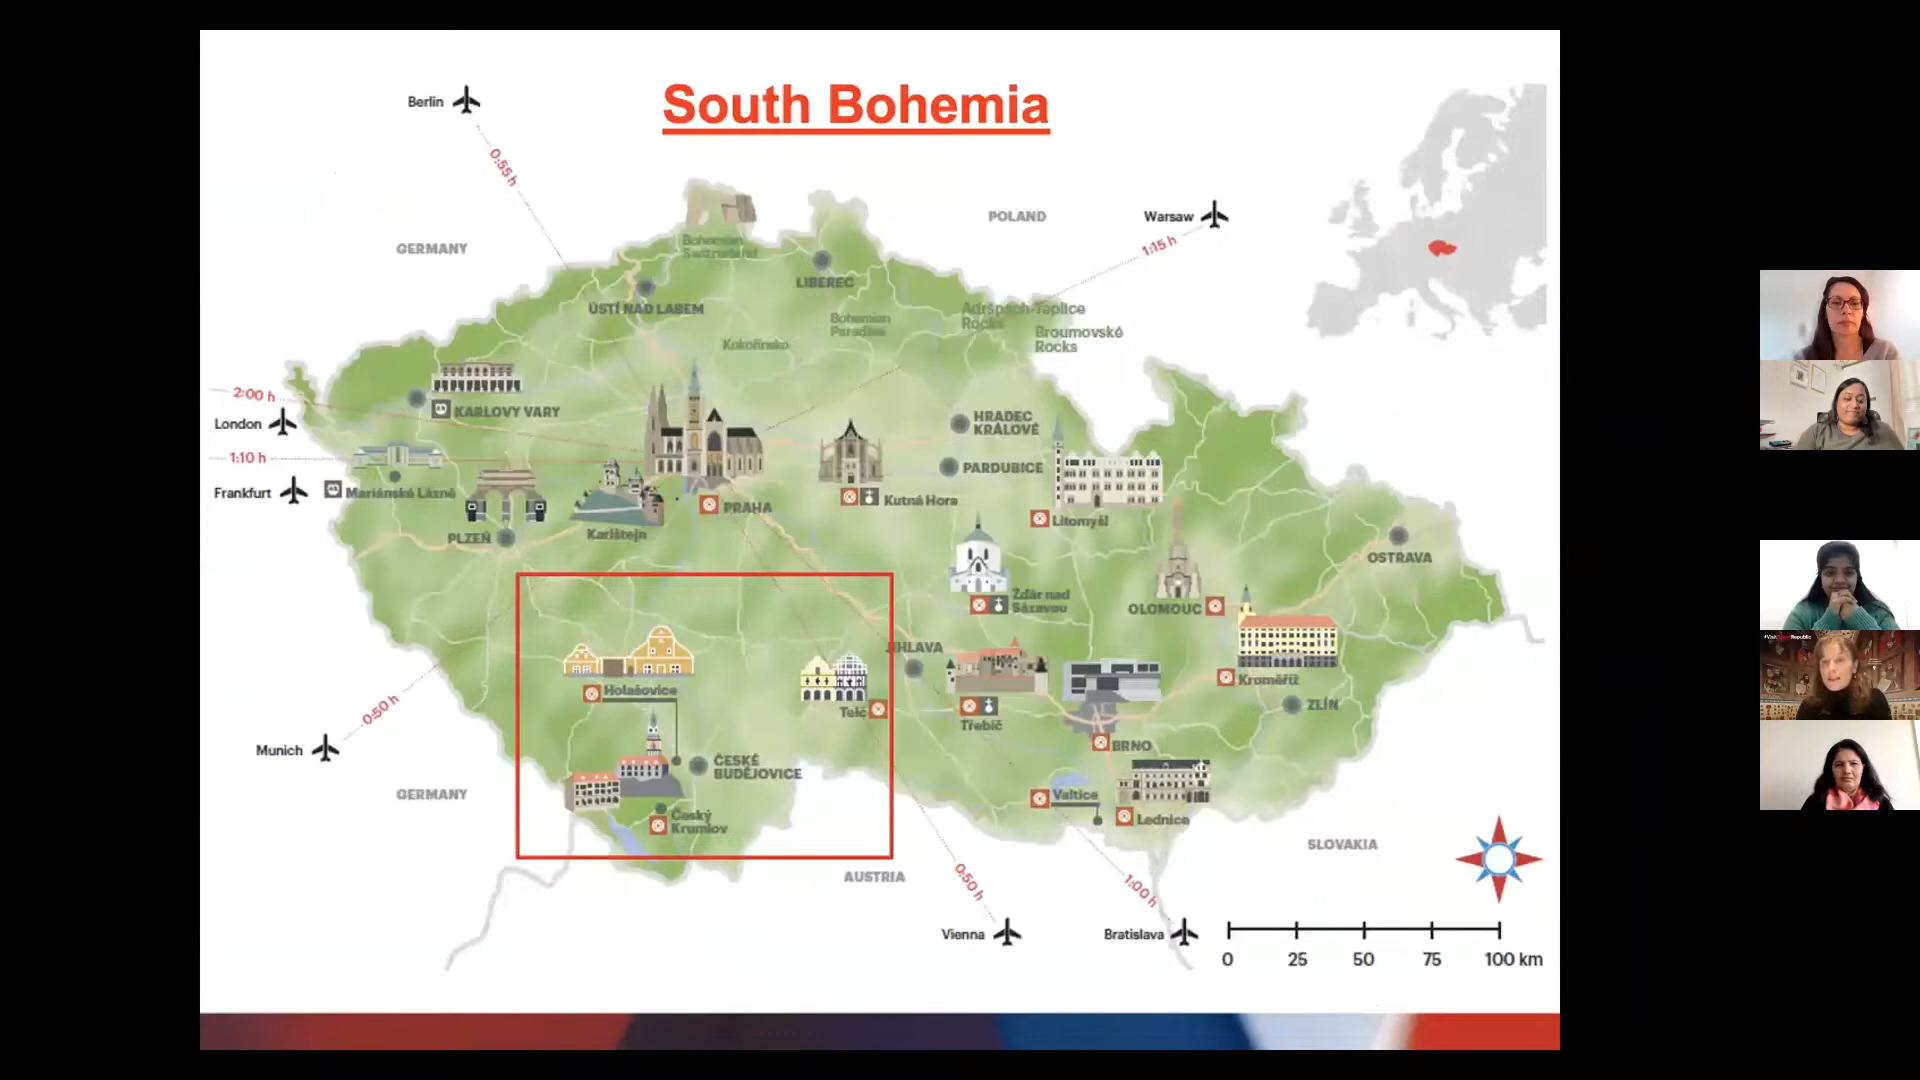 South Bohemia
Berlin
0:55 h
POLAND
Warsaw
1:15 h
GERMANY
Bohemian
Switzerland
LIBEREC
ÚSTÍ NAD LABEM
Bohemian
Paradise
Adršpach-Teplice
Rocks
Broumovské
Rocks
Kokořínsko
2:00 h
London
KARLOVY VARY
HRADEC
KRÁLOVÉ
1:10 h
Frankfurt
Mariánské Lázně
PARDUBICE
PRAHA
Kutná Hora
Litomyšl
PLZEŇ
Karlštejn
OSTRAVA
Žďár nad
Sázavou
OLOMOUC
JIHLAVA
Holašovice
Telč
Třebíč
Kroměříž
ZLÍN
0:50 h
Munich
BRNO
ČESKÉ
BUDĚJOVICE
GERMANY
Valtice
Lednice
Český
Krumlov
SLOVAKIA
AUSTRIA
0:50 h
1:00 h
Vienna
Bratislava
0 25 50 75 100 km